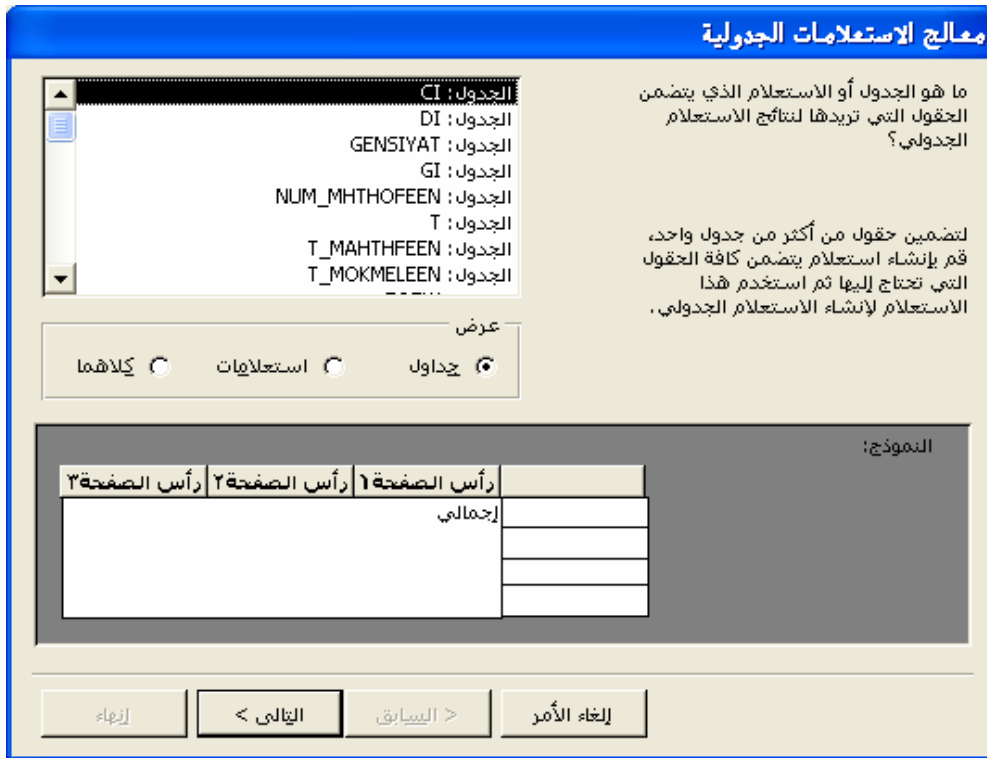 معالج الاستعلامات الجدولية
ما هو الجدول أو الاستعلام الذي يتضمن
الحقول التي تريدها لنتائج الاستعلام
الجدولي؟
لتضمين حقول من أكثر من جدول واحد،
قم بإنشاء استعلام يتضمن كافة الحقول
التي تحتاج إليها ثم استخدم هذا
الاستعلام لإنشاء الاستعلام الجدولي.
الجدول: CI
الجدول: DI
الجدول: GENSIYAT
الجدول: GI
الجدول: NUM_MHTHOFEEN
الجدول: T
الجدول: T_MAHTHFEEN
الجدول: T_MOKMELEEN
عرض
جداول استعلامات كلاهما
النموذج:
رأس الصفحة١ رأس الصفحة٢ رأس الصفحة٣
إجمالي
إلغاء الأمر < السابق التالي > إنهاء